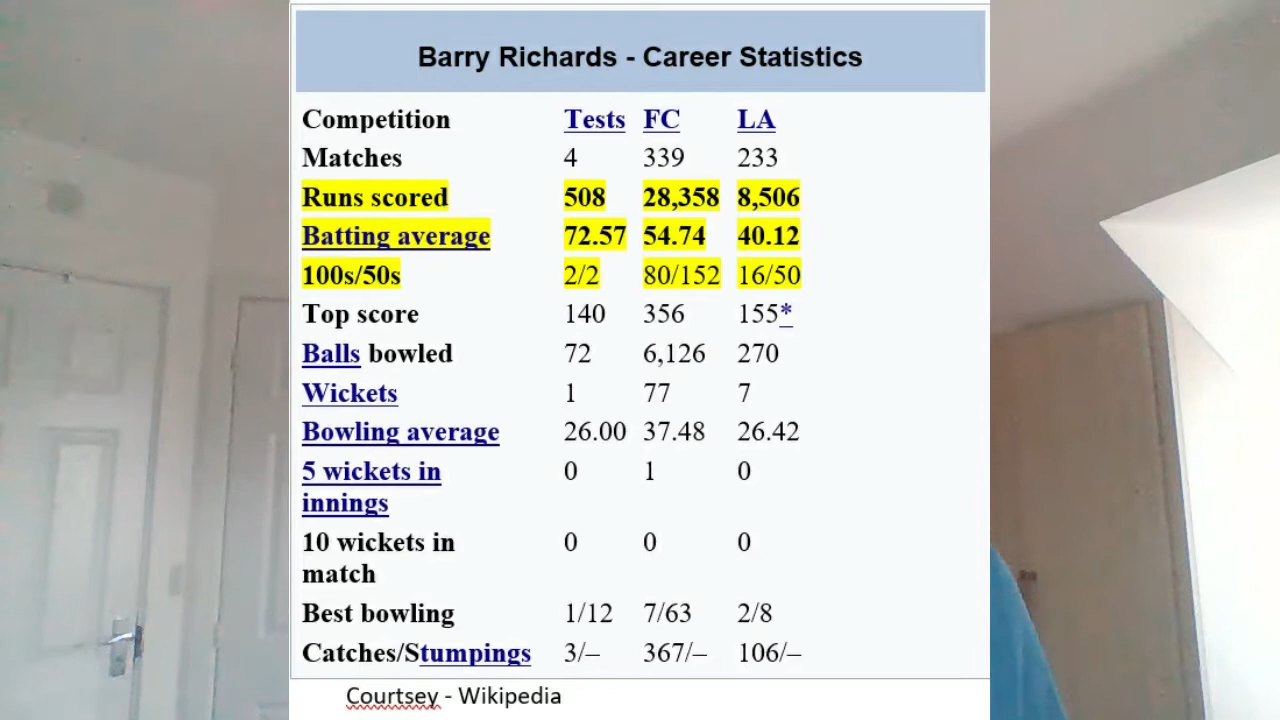 Barry Richards - Career Statistics
Competition Tests FC LA
Matches 4 339 233
Runs scored 508 28,358 8,506
Batting average 72.57 54.74 40.12
100s/50s 2/2 80/152 16/50
Top score 140 356 155*
Balls bowled 72 6,126 270
Wickets 1 77 7
Bowling average 26.00 37.48 26.42
5 wickets in 0 1 0
innings
10 wickets in 0 0 0
match
Best bowling 1/12 7/63 2/8
Catches/Stumpings 3/– 367/– 106/–
Courtsey - Wikipedia